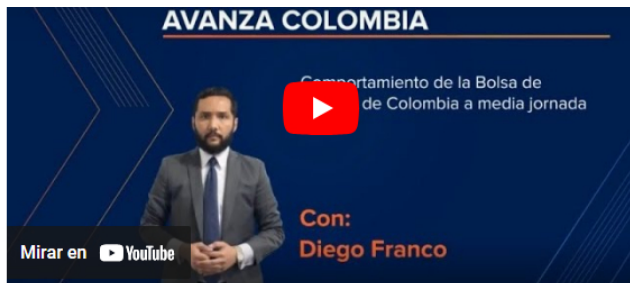 AVANZA COLOMBIA
Comportamiento de la Bolsa de
de Colombia a media jornada
Con:
Diego Franco
Mirar en YouTube